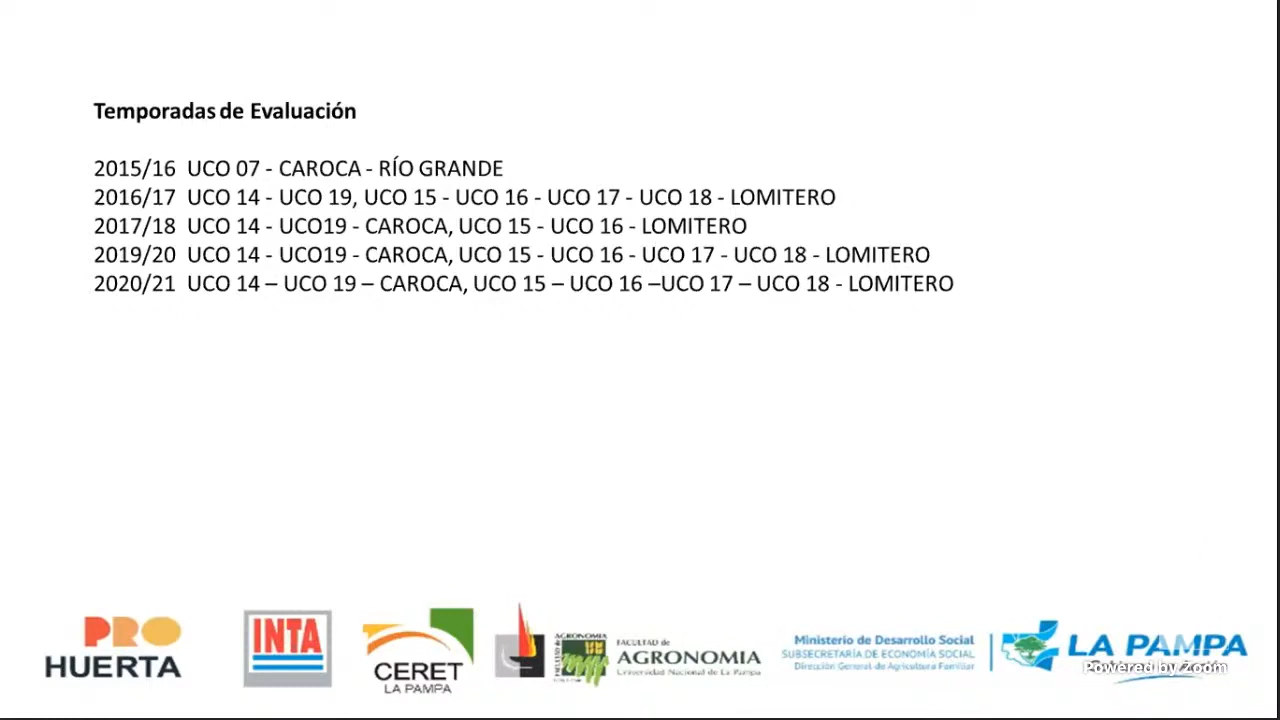 Temporadas de Evaluación
2015/16 UCO 07 - CAROCA - RÍO GRANDE
2016/17 UCO 14 - UCO 19, UCO 15 - UCO 16 - UCO 17 - UCO 18 - LOMITERO
2017/18 UCO 14 - UCO19 - CAROCA, UCO 15 - UCO 16 - LOMITERO
2019/20 UCO 14 - UCO19 - CAROCA, UCO 15 - UCO 16 - UCO 17 - UCO 18 - LOMITERO
2020/21 UCO 14 – UCO 19 – CAROCA, UCO 15 – UCO 16 –UCO 17 – UCO 18 - LOMITERO
PRO
HUERTA
INTA
CERET
LA PAMPA
AGRONOMIA
FACULTAD de
AGRONOMIA
Universidad Nacional de La Pampa
Ministerio de Desarrollo Social
SUBSECRETARÍA DE ECONOMÍA SOCIAL
Dirección General de Agricultura Familiar
LA PAMPA
Powered by Zoom